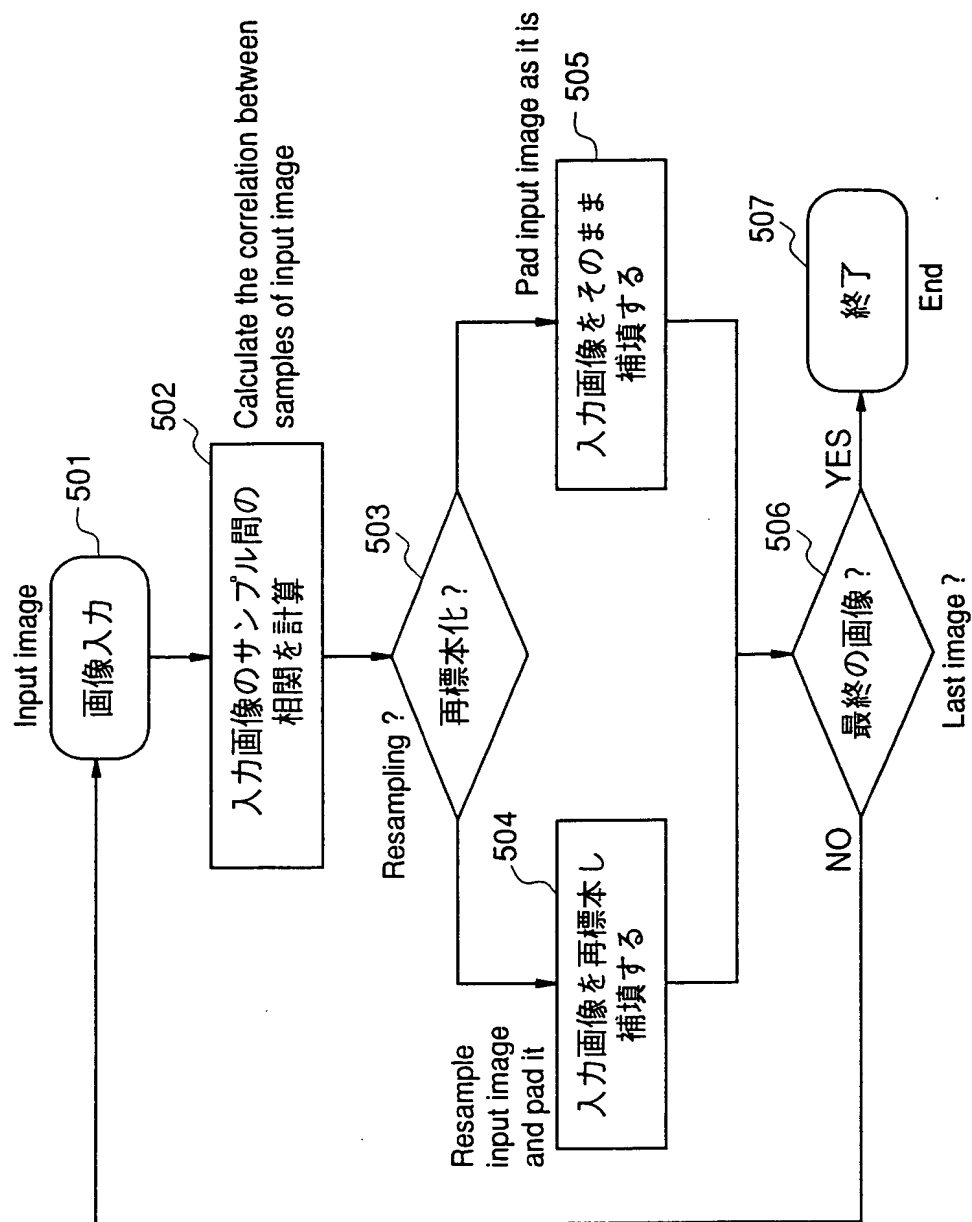 Input image
画像入力
501
502
入力画像のサンプル間の
相関を計算
Calculate the correlation between
samples of input image
Resampling ?
503
再標本化?
Resample
input image
and pad it
504
入力画像を再標本し
補填する
Pad input image as it is
505
入力画像をそのまま
補填する
506
最終の画像?
Last image ?
NO
YES
507
終了
End